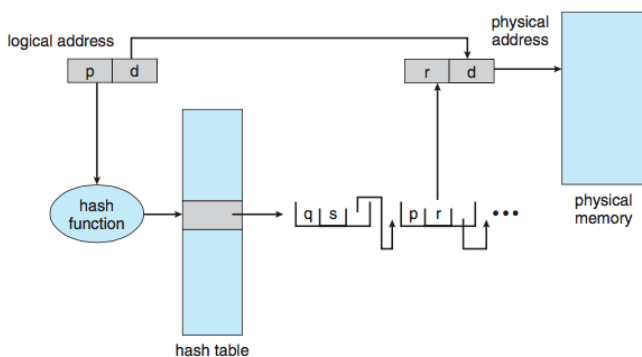 logical address
physical
address
p d
r d
hash
function
q s
p r
•••
physical
memory
hash table